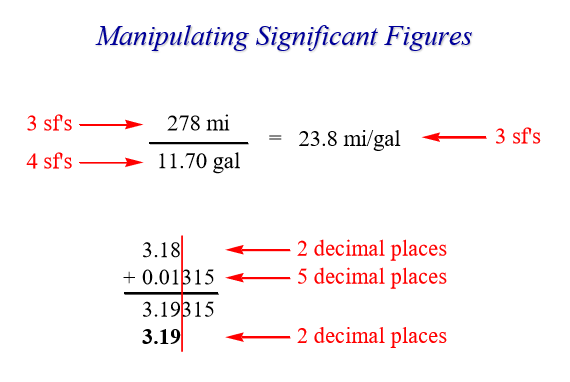 Manipulating Significant Figures
3 sf's 278 mi
4 sf's 11.70 gal
= 23.8 mi/gal 3 sf's
3.18 2 decimal places
+ 0.01315 5 decimal places
3.19315
3.19 2 decimal places